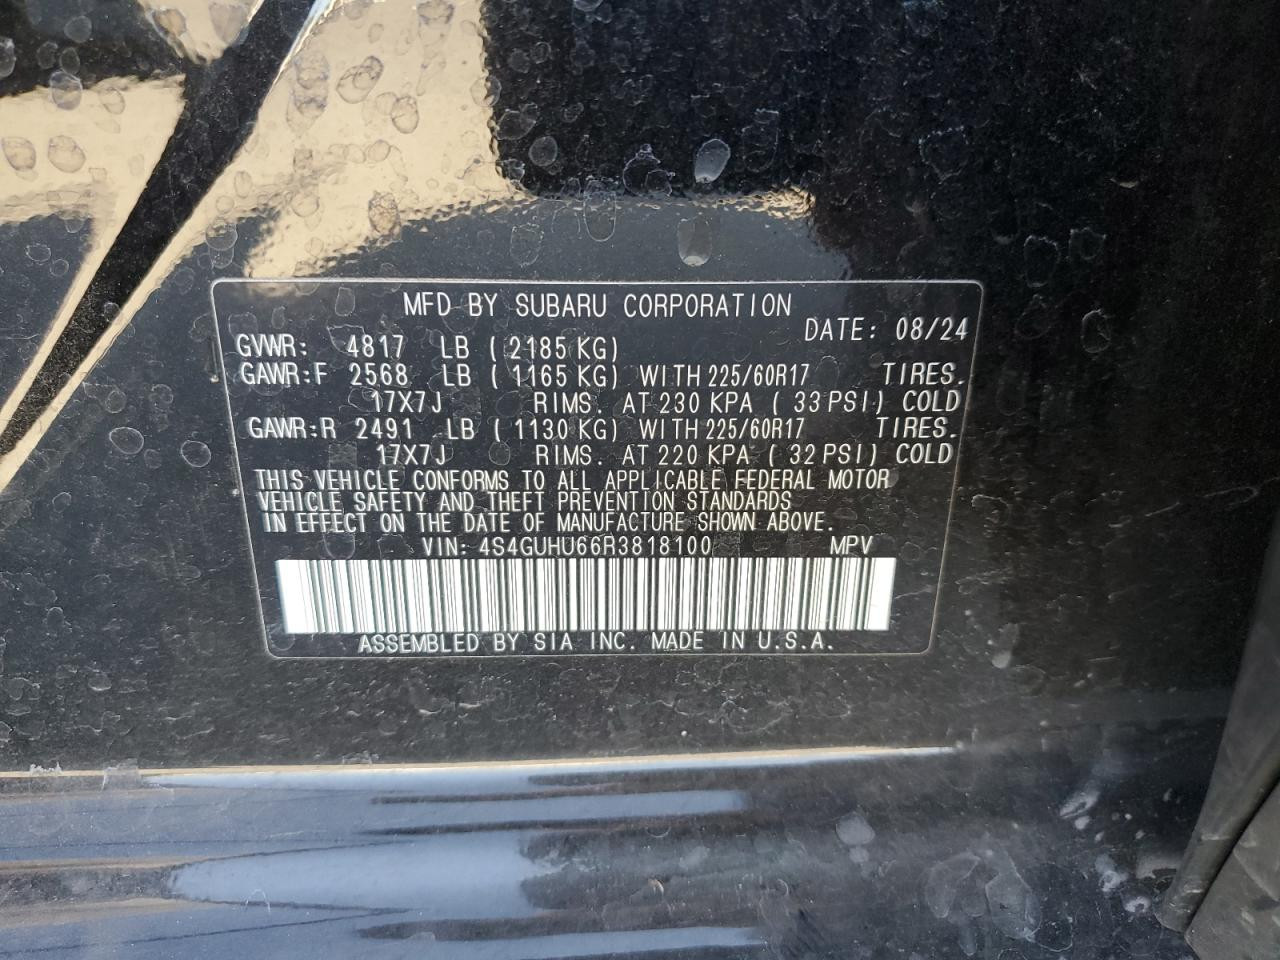 MFD BY SUBARU CORPORATION
DATE: 08/24
GVWR: 4817 LB ( 2185 KG)
GAWR:F 2568 LB ( 1165 KG) WITH 225/60R17 TIRES.
17X7J RIMS. AT 230 KPA ( 33 PSI) COLD
GAWR:R 2491 LB ( 1130 KG) WITH 225/60R17 TIRES.
17X7J RIMS. AT 220 KPA ( 32 PSI) COLD
THIS VEHICLE CONFORMS TO ALL APPLICABLE FEDERAL MOTOR
VEHICLE SAFETY AND THEFT PREVENTION STANDARDS
IN EFFECT ON THE DATE OF MANUFACTURE SHOWN ABOVE.
VIN: 4S4GUHU66R3818100 MPV
ASSEMBLED BY SIA INC. MADE IN U.S.A.